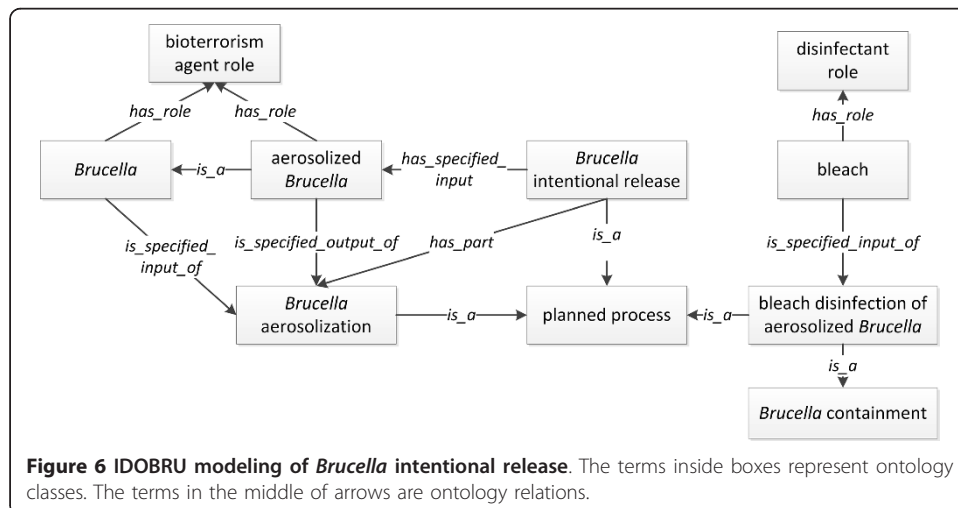 bioterrorism
agent role
disinfectant
role
has_role
has_role
has_role
Brucella
is_a
aerosolized
Brucella
has_specified_
input
Brucella
intentional release
bleach
is_specified_
input_of
is_specified_output_of
has_part
is_a
is_specified_input_of
Brucella
aerosolization
is_a
planned process
is_a
bleach disinfection of
aerosolized Brucella
is_a
Brucella containment
Figure 6 IDOBRU modeling of Brucella intentional release. The terms inside boxes represent ontology
classes. The terms in the middle of arrows are ontology relations.